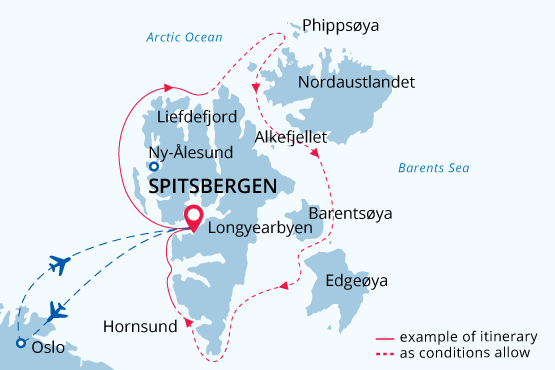 Phippsøya
Arctic Ocean
Nordaustlandet
Liefdefjord
Alkefjellet
Ny-Ålesund
Barents Sea
SPITSBERGEN
Barentsøya
Longyearbyen
Edgeøya
Hornsund
example of itinerary
Oslo
as conditions allow